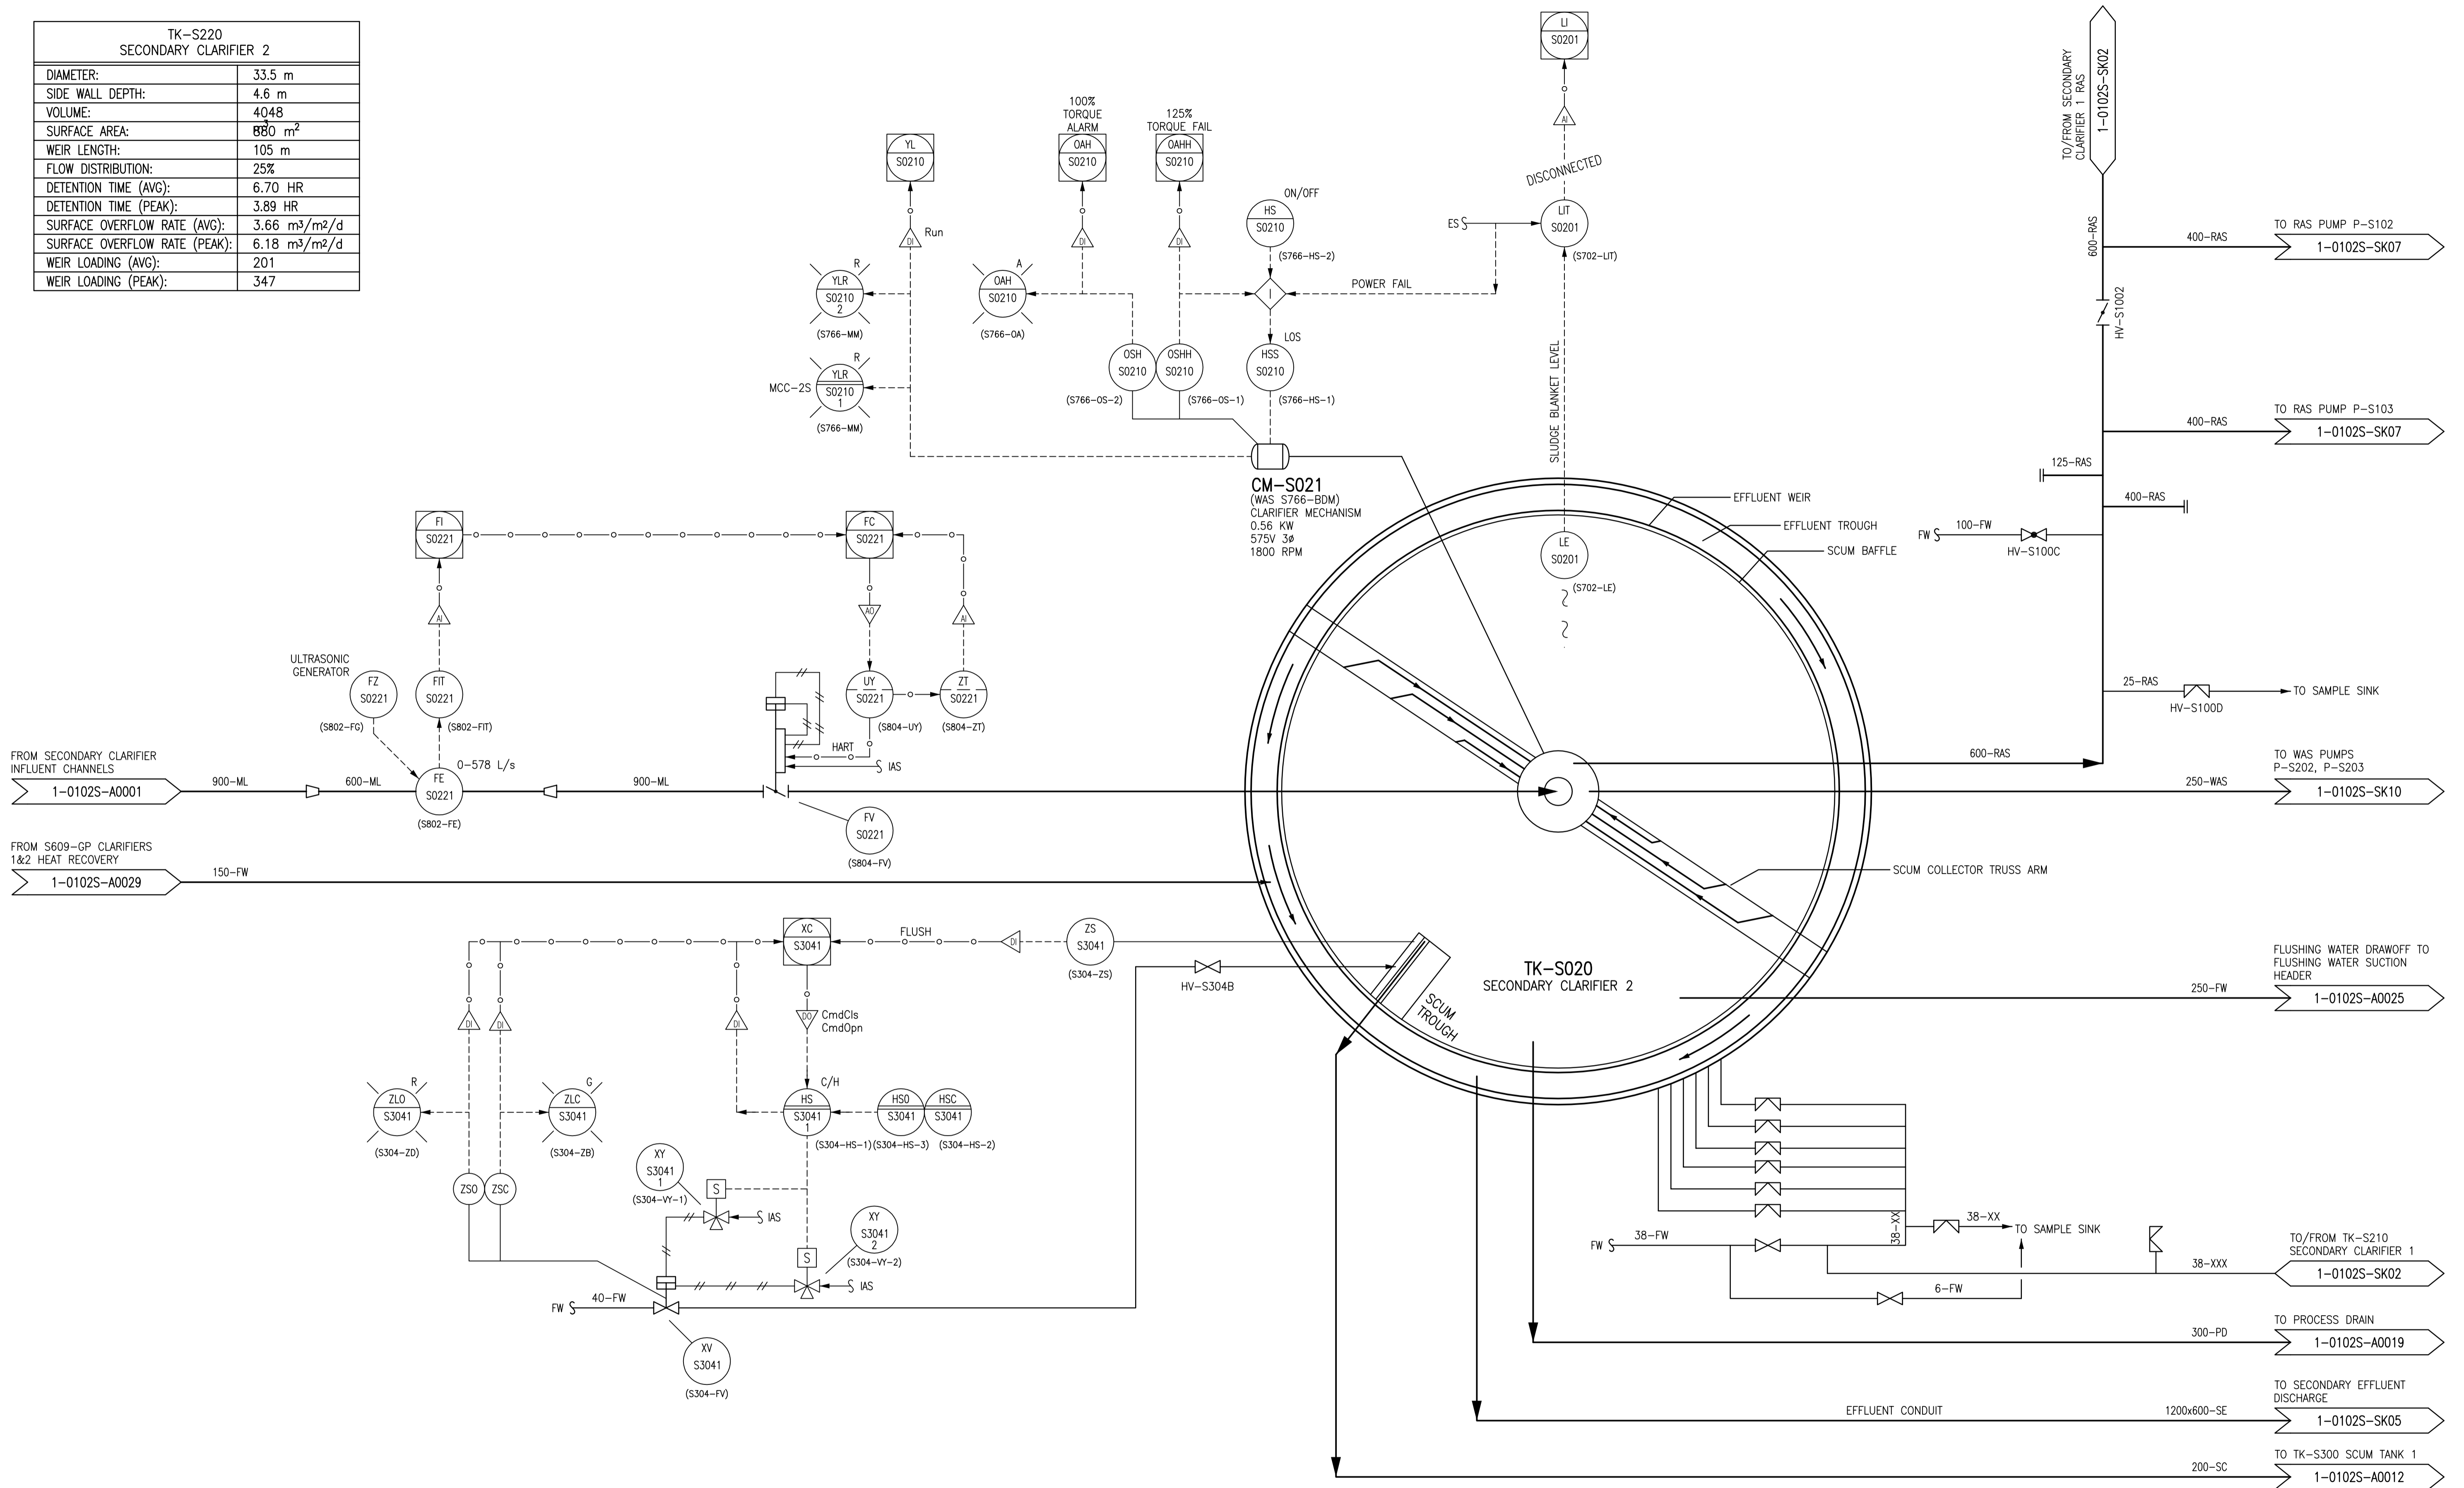 TK-S220
SECONDARY CLARIFIER 2
DIAMETER: 33.5 m
SIDE WALL DEPTH: 4.6 m
VOLUME: 4048 m³
SURFACE AREA: 880 m²
WEIR LENGTH: 105 m
FLOW DISTRIBUTION: 25%
DETENTION TIME (AVG): 6.70 HR
DETENTION TIME (PEAK): 3.89 HR
SURFACE OVERFLOW RATE (AVG): 3.66 m³/m²/d
SURFACE OVERFLOW RATE (PEAK): 6.18 m³/m²/d
WEIR LOADING (AVG): 201
WEIR LOADING (PEAK): 347
LI
S0201
AI
DISCONNECTED
ES
LIT
S0201
(S702-LIT)
SLUDGE BLANKET LEVEL
LE
S0201
(S702-LE)
YL
S0210
DI
Run
R
YLR
S0210
2
(S766-MM)
R
MCC-2S
YLR
S0210
1
(S766-MM)
100%
TORQUE
ALARM
OAH
S0210
DI
A
OAH
S0210
(S766-OA)
125%
TORQUE FAIL
OAHH
S0210
DI
ON/OFF
HS
S0210
(S766-HS-2)
I
POWER FAIL
LOS
OSH
S0210
(S766-OS-2)
OSHH
S0210
(S766-OS-1)
HSS
S0210
(S766-HS-1)
CM-S021
(WAS S766-BDM)
CLARIFIER MECHANISM
0.56 KW
575V 3ø
1800 RPM
EFFLUENT WEIR
EFFLUENT TROUGH
SCUM BAFFLE
SCUM COLLECTOR TRUSS ARM
TO/FROM SECONDARY
CLARIFIER 1 RAS
1-0102S-SK02
600-RAS
HV-S1002
400-RAS
TO RAS PUMP P-S102
1-0102S-SK07
400-RAS
TO RAS PUMP P-S103
1-0102S-SK07
125-RAS
400-RAS
FW
100-FW
HV-S100C
25-RAS
HV-S100D
TO SAMPLE SINK
600-RAS
TO WAS PUMPS
P-S202, P-S203
250-WAS
1-0102S-SK10
FI
S0221
AI
FC
S0221
AO
AI
ULTRASONIC
GENERATOR
FZ
S0221
(S802-FG)
FIT
S0221
(S802-FIT)
UY
S0221
(S804-UY)
ZT
S0221
(S804-ZT)
HART
IAS
FROM SECONDARY CLARIFIER
INFLUENT CHANNELS
1-0102S-A0001
900-ML
600-ML
0-578 L/s
FE
S0221
(S802-FE)
900-ML
FV
S0221
(S804-FV)
FROM S609-GP CLARIFIERS
1&2 HEAT RECOVERY
1-0102S-A0029
150-FW
XC
S3041
FLUSH
DI
ZS
S3041
(S304-ZS)
HV-S304B
TK-S020
SECONDARY CLARIFIER 2
SCUM
TROUGH
FLUSHING WATER DRAWOFF TO
FLUSHING WATER SUCTION
HEADER
250-FW
1-0102S-A0025
DI
DI
DI
DO
CmdCls
CmdOpn
R
ZLO
S3041
(S304-ZD)
G
ZLC
S3041
(S304-ZB)
C/H
HS
S3041
1
(S304-HS-1)
HSO
S3041
(S304-HS-3)
HSC
S3041
(S304-HS-2)
ZSO
ZSC
XY
S3041
1
(S304-VY-1)
S
IAS
XY
S3041
2
(S304-VY-2)
S
IAS
FW
40-FW
XV
S3041
(S304-FV)
38-XX
38-XX
TO SAMPLE SINK
FW
38-FW
6-FW
TO/FROM TK-S210
SECONDARY CLARIFIER 1
38-XXX
1-0102S-SK02
TO PROCESS DRAIN
300-PD
1-0102S-A0019
TO SECONDARY EFFLUENT
DISCHARGE
EFFLUENT CONDUIT
1200x600-SE
1-0102S-SK05
TO TK-S300 SCUM TANK 1
200-SC
1-0102S-A0012